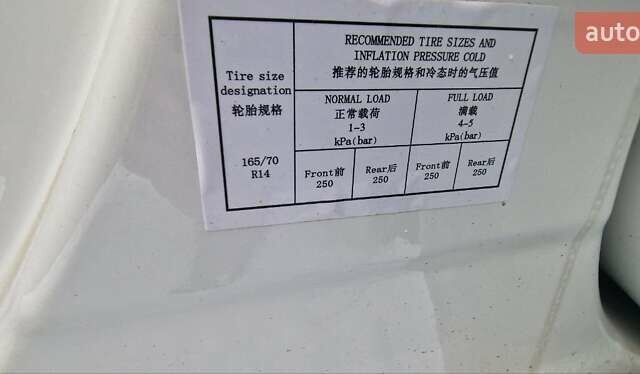 auto
RECOMMENDED TIRE SIZES AND
INFLATION PRESSURE COLD
推荐的轮胎规格和冷态时的气压值
Tire size
designation
轮胎规格
NORMAL LOAD
正常载荷
1-3
kPa(bar)
FULL LOAD
满载
4-5
kPa(bar)
165/70
R14
Front前
250
Rear后
250
Front前
250
Rear后
250